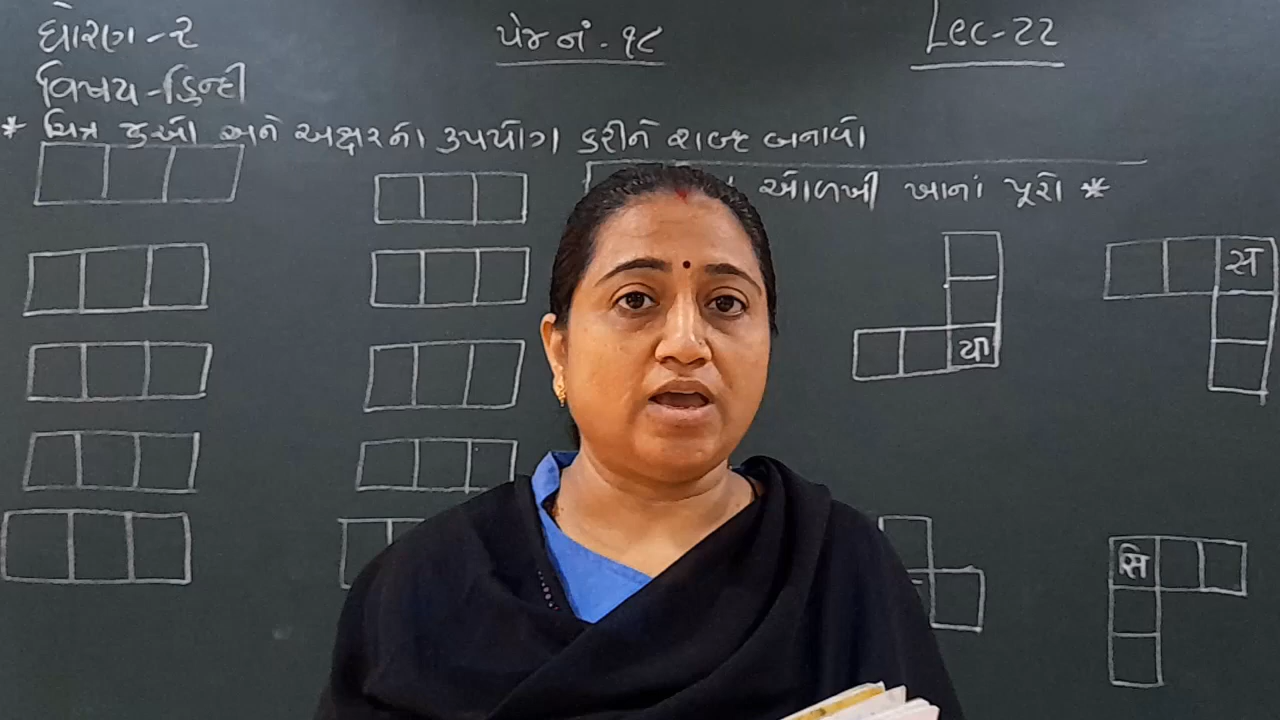 ધોરણ-૨
પેજ નં. ૧૮
Lec-22
વિષય-હિન્દી
* ચિત્ર જુઓ અને અક્ષરનો ઉપયોગ કરીને શબ્દ બનાવો
ઓળખી ખાનાં પૂરો *
स
या
सि